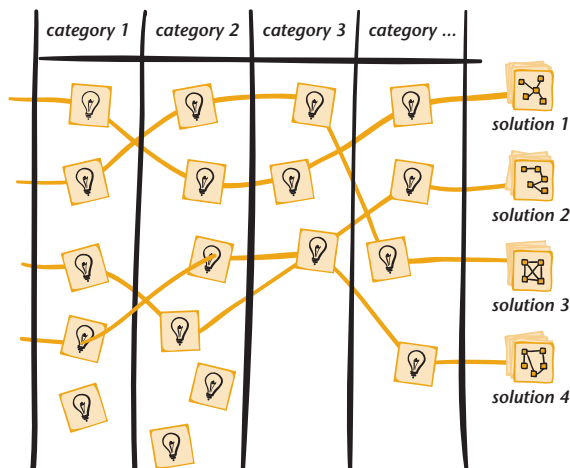 category 1
category 2
category 3
category ...
solution 1
solution 2
solution 3
solution 4